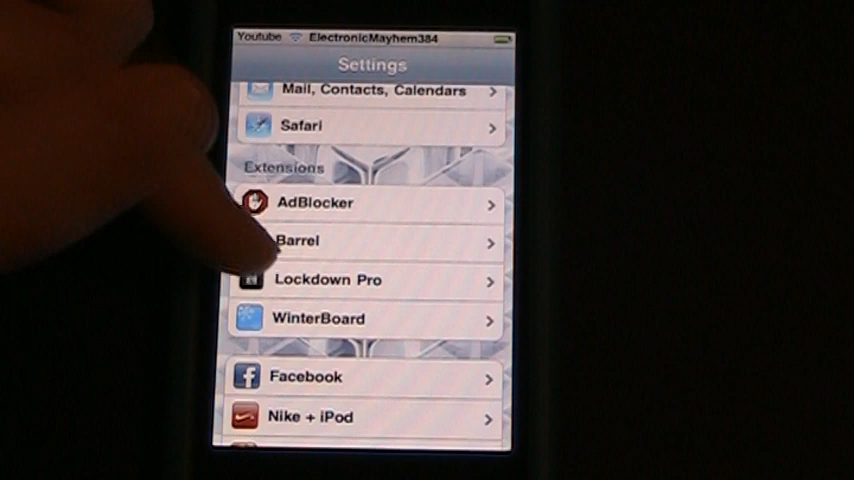 Youtube ElectronicMayhem384
Settings
Mail, Contacts, Calendars
Safari
Extensions
AdBlocker
Barrel
Lockdown Pro
WinterBoard
Facebook
Nike + iPod